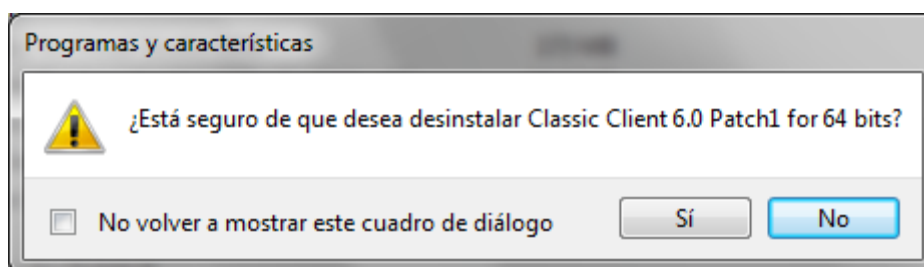 Programas y características
¿Está seguro de que desea desinstalar Classic Client 6.0 Patch1 for 64 bits?
No volver a mostrar este cuadro de diálogo
Sí
No